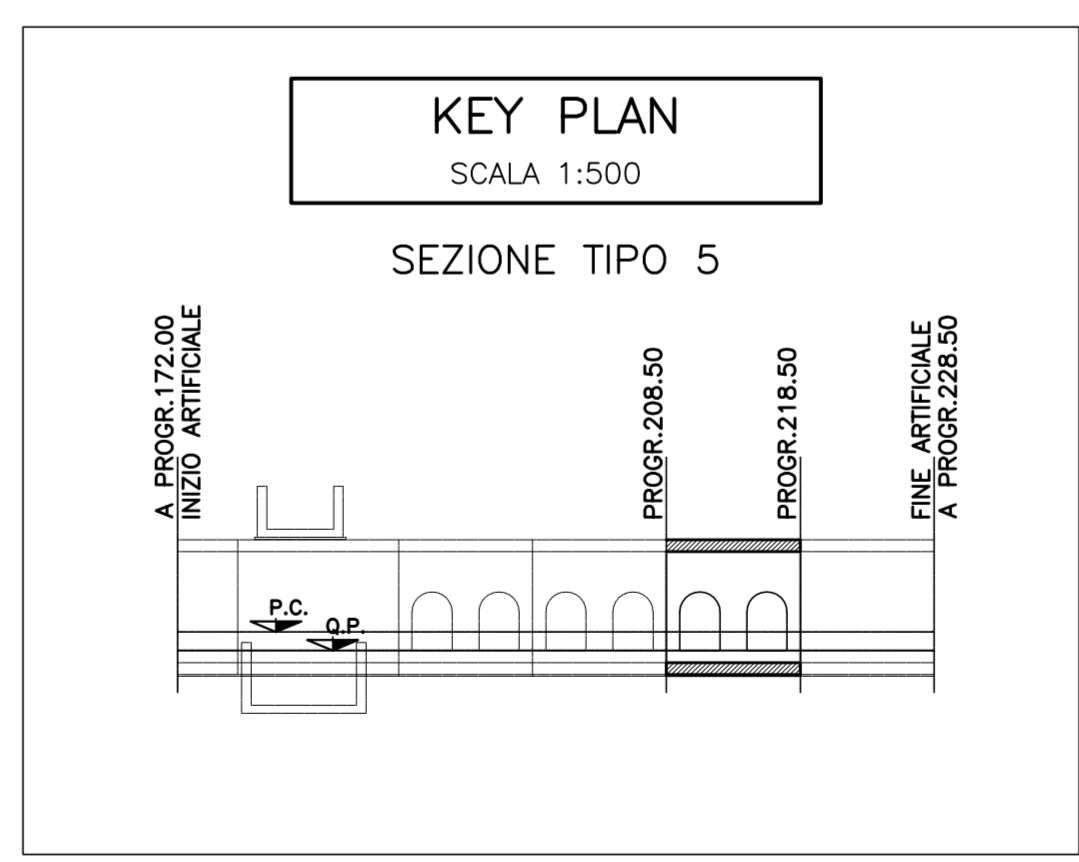 KEY PLAN
SCALA 1:500
SEZIONE TIPO 5
A PROGR.172.00
INIZIO ARTIFICIALE
PROGR.208.50
PROGR.218.50
FINE ARTIFICIALE
A PROGR.228.50
P.C.
Q.P.